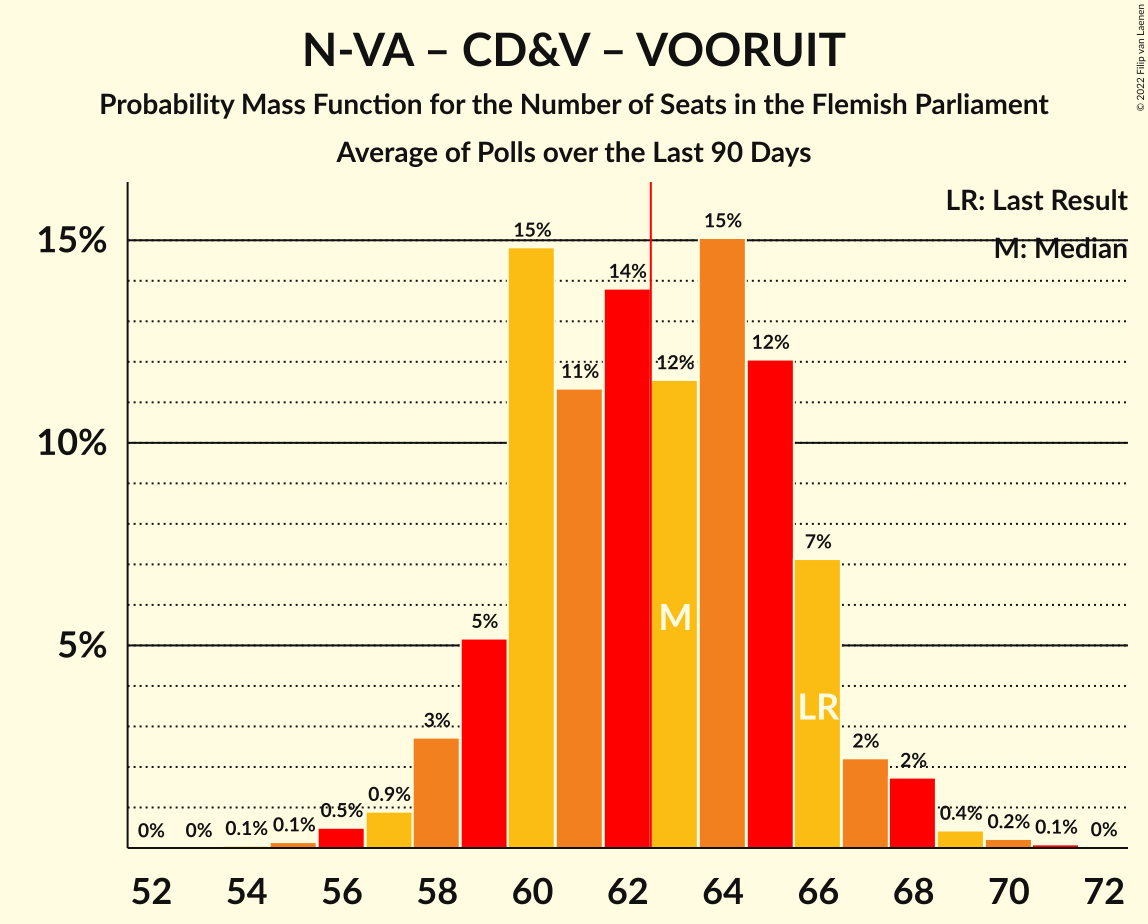 N-VA – CD&V – VOORUIT
Probability Mass Function for the Number of Seats in the Flemish Parliament
Average of Polls over the Last 90 Days
© 2022 Filip van Laenen
LR: Last Result
M: Median
15%
10%
5%
0%
0%
0.1%
0.1%
0.5%
0.9%
3%
5%
15%
11%
14%
12%
15%
12%
7%
2%
2%
0.4%
0.2%
0.1%
0%
M
LR
52 54 56 58 60 62 64 66 68 70 72